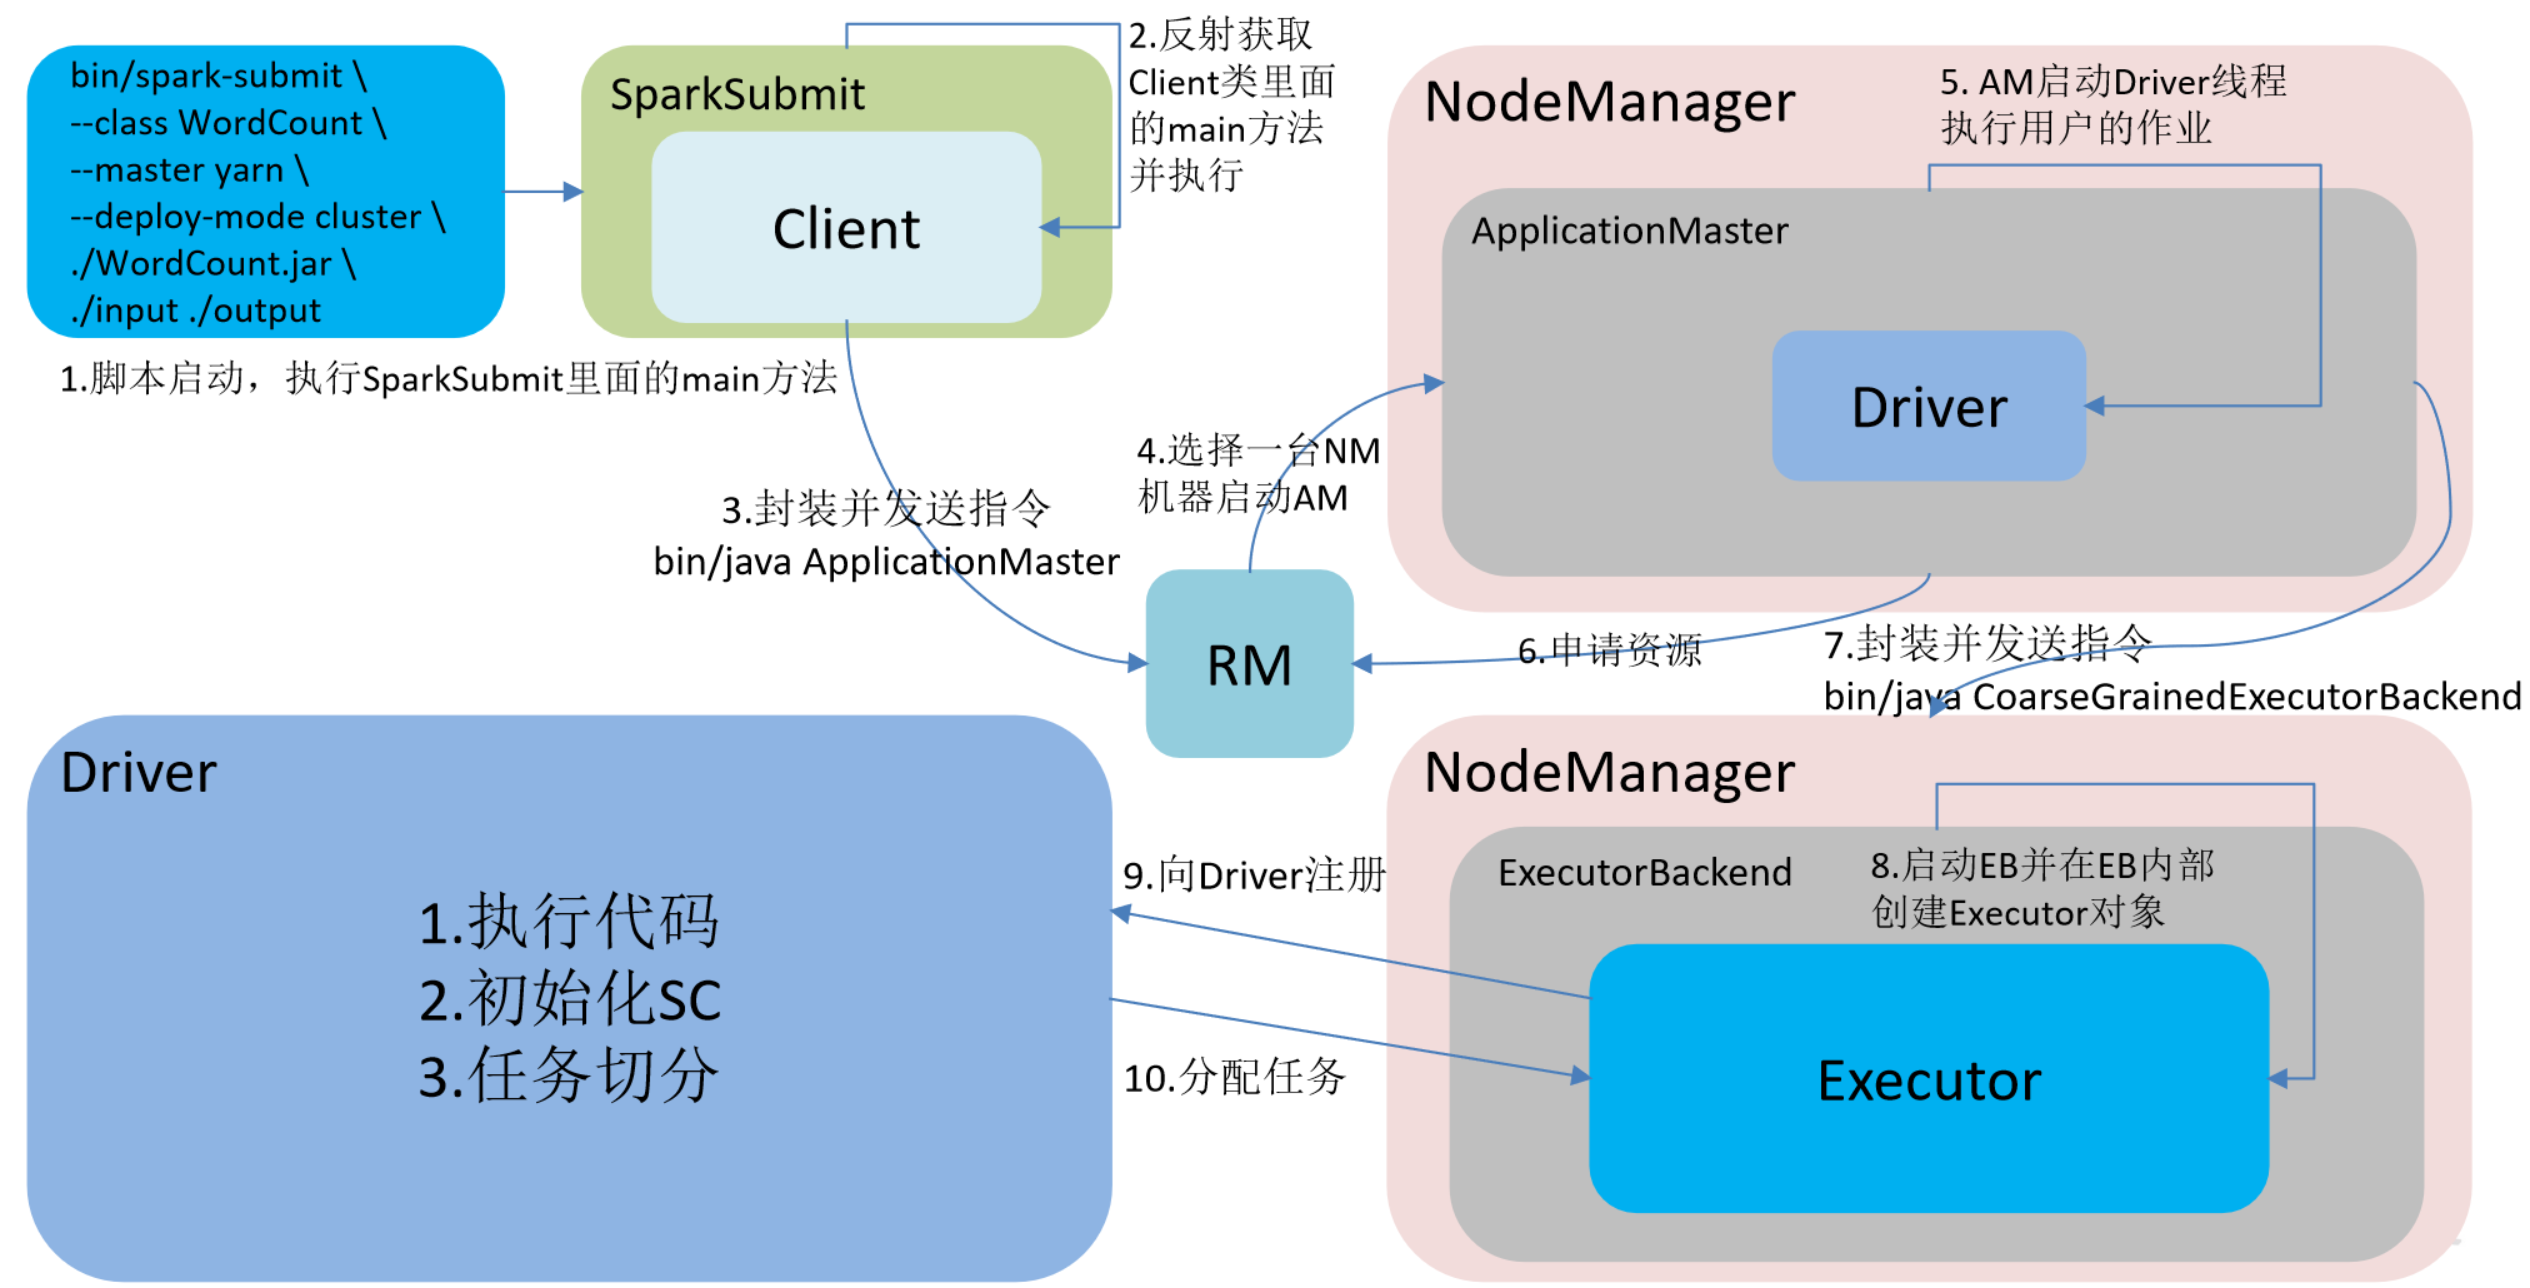 bin/spark-submit \
--class WordCount \
--master yarn \
--deploy-mode cluster \
./WordCount.jar \
./input ./output
1.脚本启动，执行SparkSubmit里面的main方法
SparkSubmit
Client
2.反射获取
Client类里面
的main方法
并执行
3.封装并发送指令
bin/java ApplicationMaster
4.选择一台NM
机器启动AM
RM
NodeManager
5. AM启动Driver线程
执行用户的作业
ApplicationMaster
Driver
6.申请资源
7.封装并发送指令
bin/java CoarseGrainedExecutorBackend
NodeManager
ExecutorBackend
8.启动EB并在EB内部
创建Executor对象
Executor
9.向Driver注册
10.分配任务
Driver
1.执行代码
2.初始化SC
3.任务切分